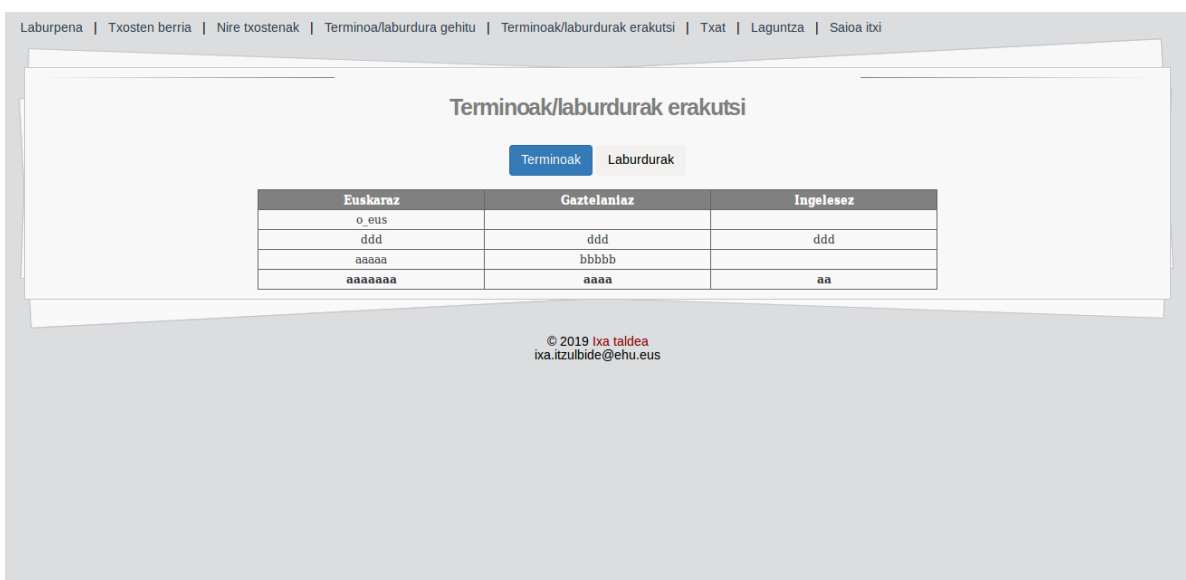 Laburpena | Txosten berria | Nire txostenak | Terminoa/laburdura gehitu | Terminoak/laburdurak erakutsi | Txat | Laguntza | Saioa itxi
Terminoak/laburdurak erakutsi
Terminoak Laburdurak
Euskaraz Gaztelaniaz Ingelesez
o_eus
ddd ddd ddd
aaaaa bbbbb
aaaaaaa aaaa aa
© 2019 Ixa taldea
ixa.itzulbide@ehu.eus